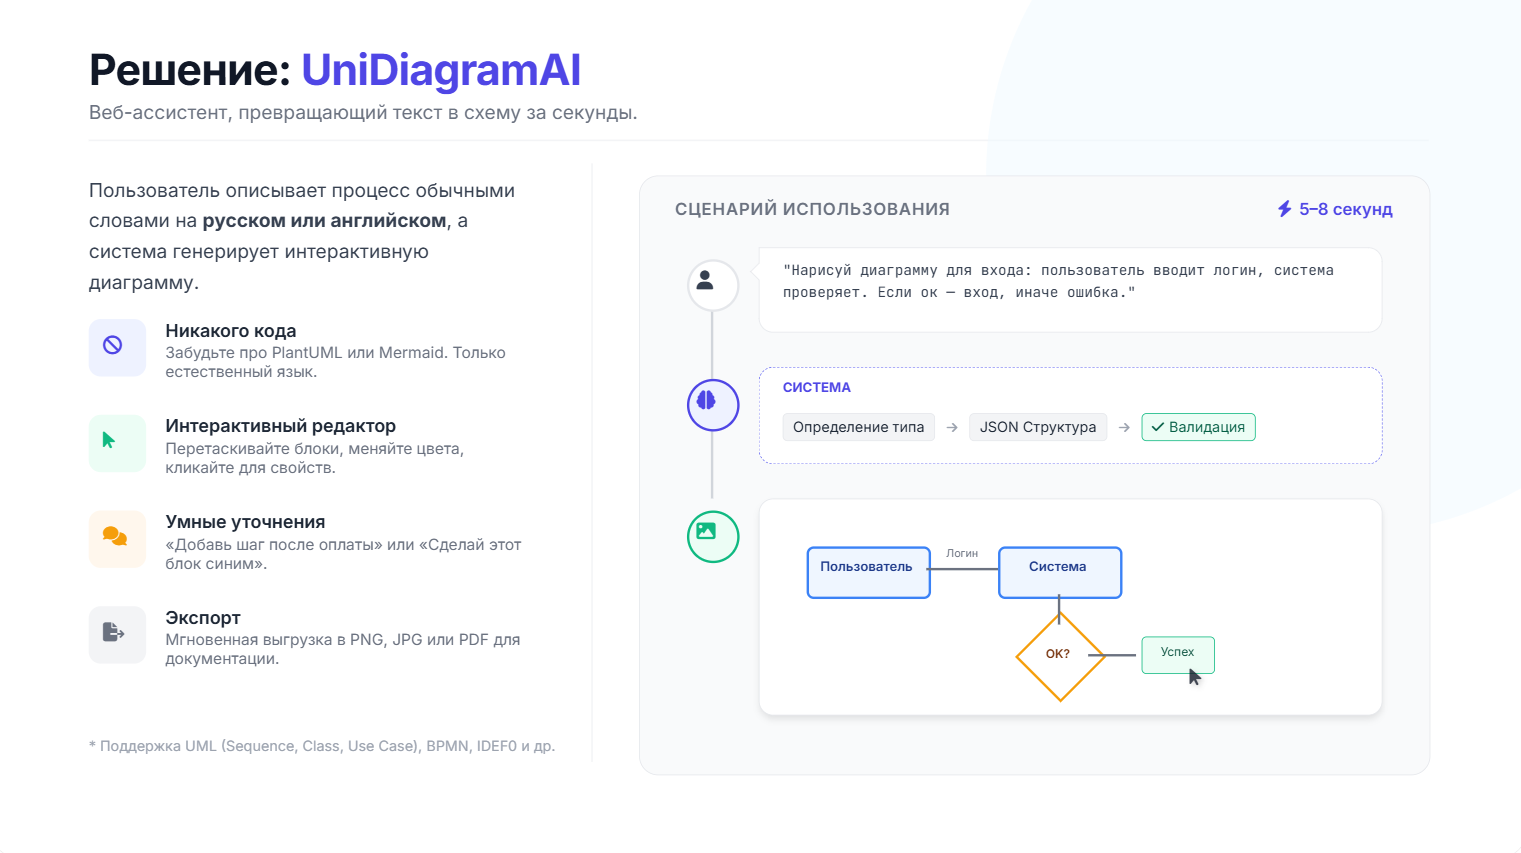 Решение: UniDiagramAI
Веб-ассистент, превращающий текст в схему за секунды.
Пользователь описывает процесс обычными
словами на русском или английском, а
система генерирует интерактивную
диаграмму.
Никакого кода
Забудьте про PlantUML или Mermaid. Только
естественный язык.
Интерактивный редактор
Перетаскивайте блоки, меняйте цвета,
кликайте для свойств.
Умные уточнения
«Добавь шаг после оплаты» или «Сделай этот
блок синим».
Экспорт
Мгновенная выгрузка в PNG, JPG или PDF для
документации.
* Поддержка UML (Sequence, Class, Use Case), BPMN, IDEF0 и др.
СЦЕНАРИЙ ИСПОЛЬЗОВАНИЯ
5–8 секунд
"Нарисуй диаграмму для входа: пользователь вводит логин, система
проверяет. Если ок — вход, иначе ошибка."
СИСТЕМА
Определение типа → JSON Структура → Валидация
Пользователь
Логин
Система
OK?
Успех